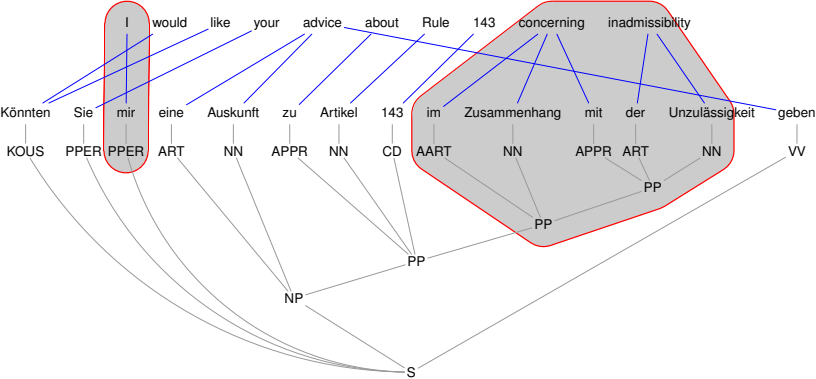 I would like your advice about Rule 143 concerning inadmissibility
Könnten Sie mir eine Auskunft zu Artikel 143 im Zusammenhang mit der Unzulässigkeit geben
KOUS PPER PPER ART NN APPR NN CD AART NN APPR ART NN VV
PP
PP
PP
NP
S